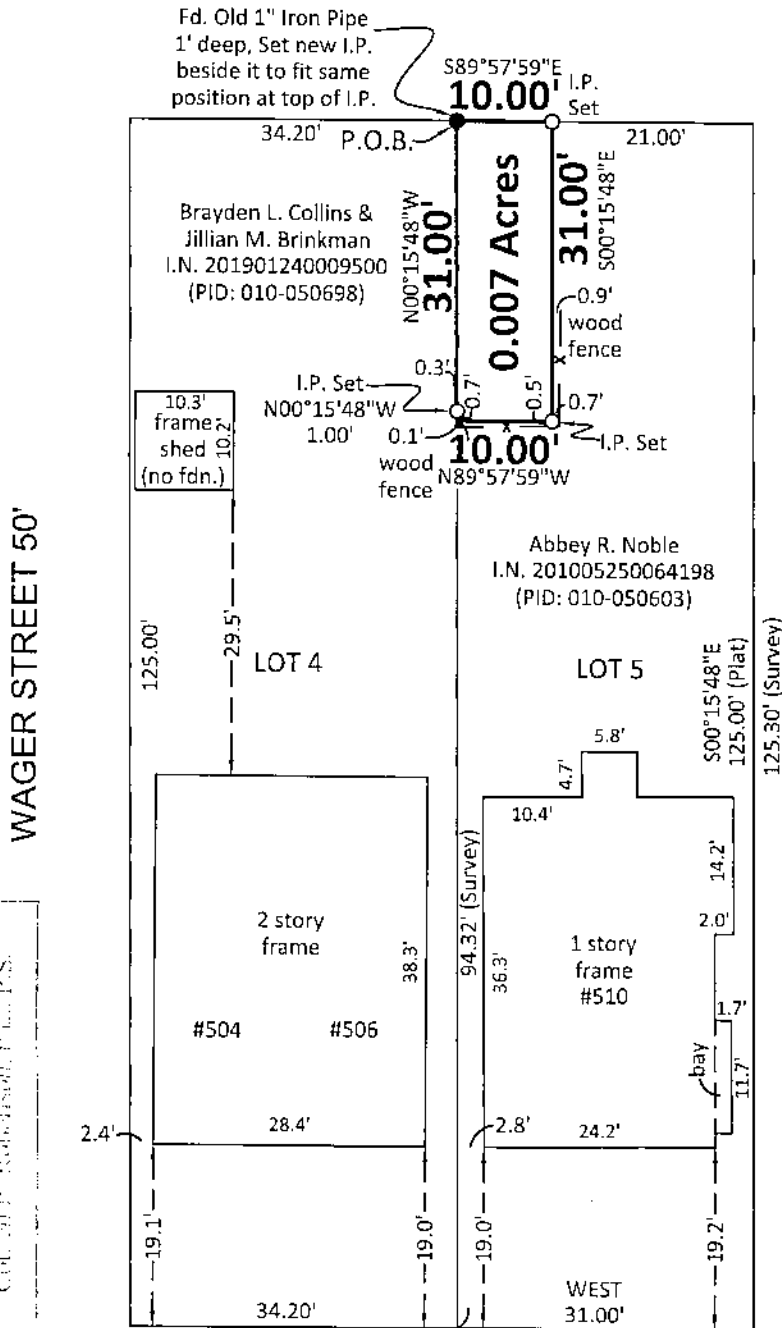 Fd. Old 1" Iron Pipe
1' deep, Set new I.P.
beside it to fit same
position at top of I.P.
S89°57'59"E
10.00'
I.P.
Set
34.20'
P.O.B.
21.00'
Brayden L. Collins &
Jillian M. Brinkman
I.N. 201901240009500
(PID: 010-050698)
N00°15'48"W
31.00'
0.007 Acres
31.00'
S00°15'48"E
0.9'
wood
fence
x
0.3'
0.7'
0.5'
0.7'
I.P. Set
N00°15'48"W
1.00'
0.1'
wood
fence
x
10.00'
N89°57'59"W
I.P. Set
10.3'
frame
shed
(no fdn.)
10.2'
WAGER STREET 50'
Abbey R. Noble
I.N. 201005250064198
(PID: 010-050603)
125.00'
29.5'
LOT 4
LOT 5
S00°15'48"E
125.00' (Plat)
125.30' (Survey)
5.8'
4.7'
10.4'
14.2'
2 story
frame
38.3'
94.32' (Survey)
36.3'
1 story
frame
#510
2.0'
1.7'
bay
11.7'
#504
#506
2.4'
28.4'
2.8'
24.2'
19.1'
19.0'
19.0'
19.2'
34.20'
WEST
31.00'